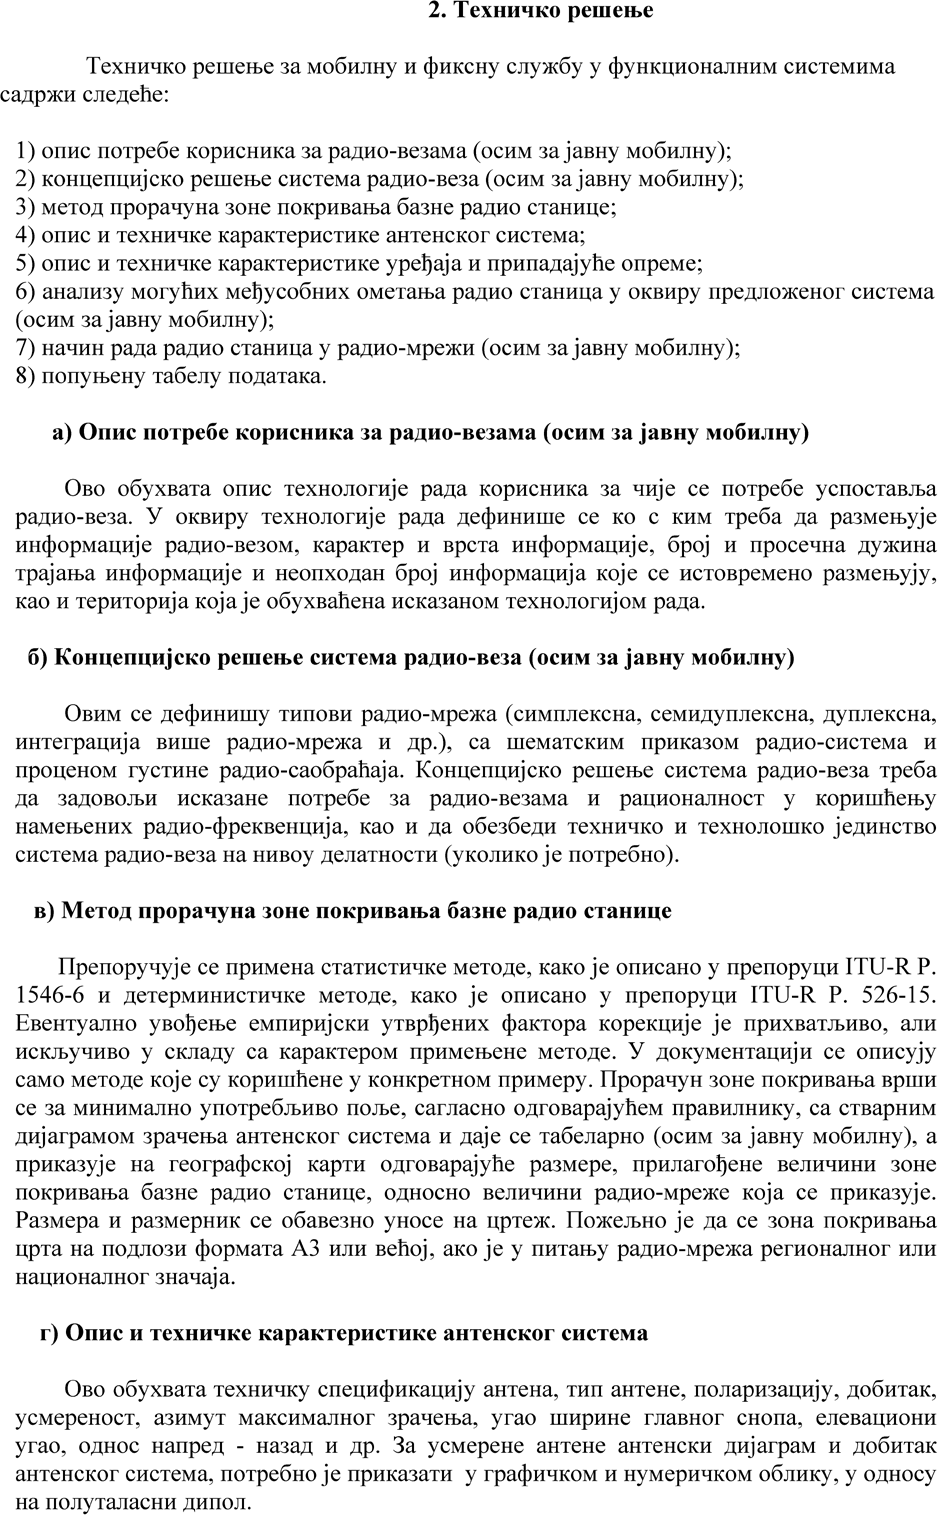 2. Техничко решење
Техничко решење за мобилну и фиксну службу у функционалним системима
садржи следеће:
1) опис потребе корисника за радио-везама (осим за јавну мобилну);
2) концепцијско решење система радио-веза (осим за јавну мобилну);
3) метод прорачуна зоне покривања базне радио станице;
4) опис и техничке карактеристике антенског система;
5) опис и техничке карактеристике уређаја и припадајуће опреме;
6) анализу могућих међусобних ометања радио станица у оквиру предложеног система
(осим за јавну мобилну);
7) начин рада радио станица у радио-мрежи (осим за јавну мобилну);
8) попуњену табелу података.
а) Опис потребе корисника за радио-везама (осим за јавну мобилну)
Ово обухвата опис технологије рада корисника за чије се потребе успоставља
радио-веза. У оквиру технологије рада дефинише се ко с ким треба да размењује
информације радио-везом, карактер и врста информације, број и просечна дужина
трајања информације и неопходан број информација које се истовремено размењују,
као и територија која је обухваћена исказаном технологијом рада.
б) Концепцијско решење система радио-веза (осим за јавну мобилну)
Овим се дефинишу типови радио-мрежа (симплексна, семидуплексна, дуплексна,
интеграција више радио-мрежа и др.), са шематским приказом радио-система и
проценом густине радио-саобраћаја. Концепцијско решење система радио-веза треба
да задовољи исказане потребе за радио-везама и рационалност у коришћењу
намењених радио-фреквенција, као и да обезбеди техничко и технолошко јединство
система радио-веза на нивоу делатности (уколико је потребно).
в) Метод прорачуна зоне покривања базне радио станице
Препоручује се примена статистичке методе, како је описано у препоруци ITU-R P.
1546-6 и детерминистичке методе, како је описано у препоруци ITU-R P. 526-15.
Евентуално увођење емпиријски утврђених фактора корекције је прихватљиво, али
искључиво у складу са карактером примењене методе. У документацији се описују
само методе које су коришћене у конкретном примеру. Прорачун зоне покривања врши
се за минимално употребљиво поље, сагласно одговарајућем правилнику, са стварним
дијаграмом зрачења антенског система и даје се табеларно (осим за јавну мобилну), а
приказује на географској карти одговарајуће размере, прилагођене величини зоне
покривања базне радио станице, односно величини радио-мреже која се приказује.
Размера и размерник се обавезно уносе на цртеж. Пожељно је да се зона покривања
црта на подлози формата А3 или већој, ако је у питању радио-мрежа регионалног или
националног значаја.
г) Опис и техничке карактеристике антенског система
Ово обухвата техничку спецификацију антена, тип антене, поларизацију, добитак,
усмереност, азимут максималног зрачења, угао ширине главног снопа, елевациони
угао, однос напред - назад и др. За усмерене антене антенски дијаграм и добитак
антенског система, потребно је приказати  у графичком и нумеричком облику, у односу
на полуталасни дипол.